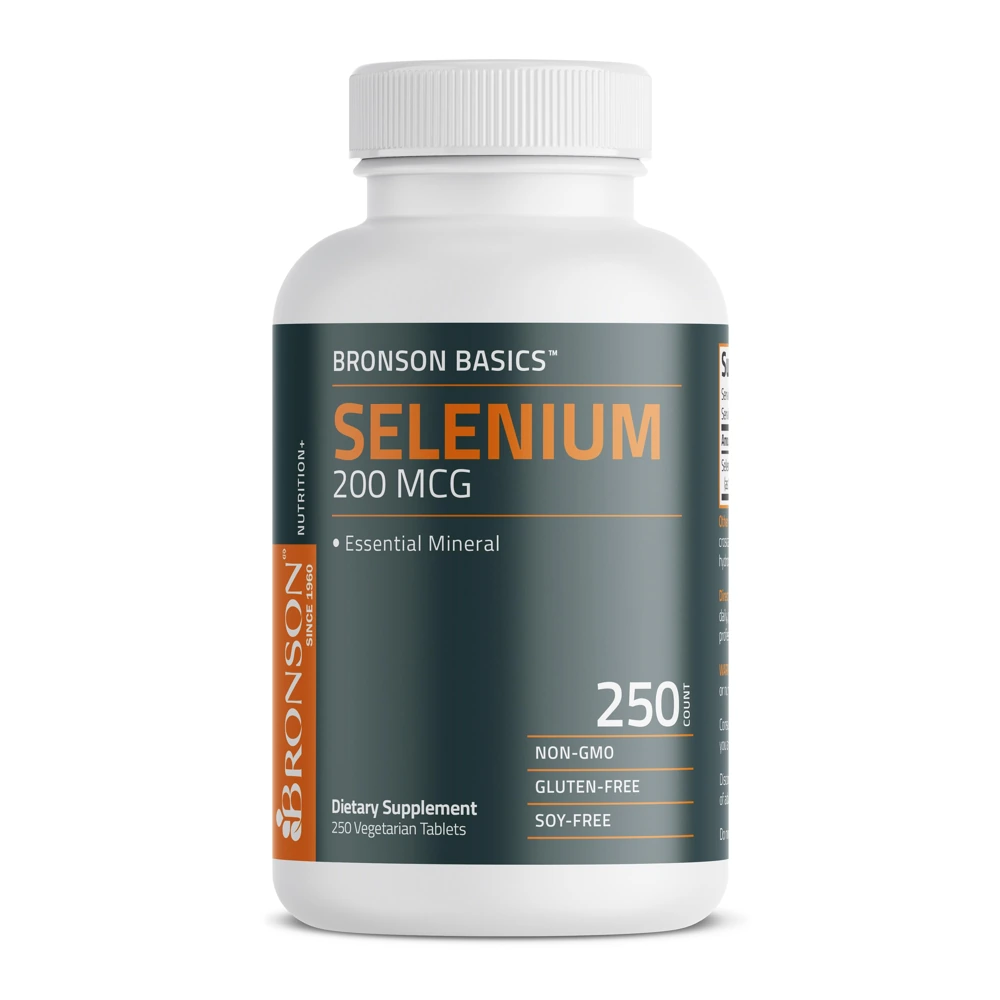 BRONSON BASICS™
SELENIUM
200 MCG
• Essential Mineral
NUTRITION+
BRONSON
SINCE 1960
250 COUNT
NON-GMO
GLUTEN-FREE
SOY-FREE
Dietary Supplement
250 Vegetarian Tablets